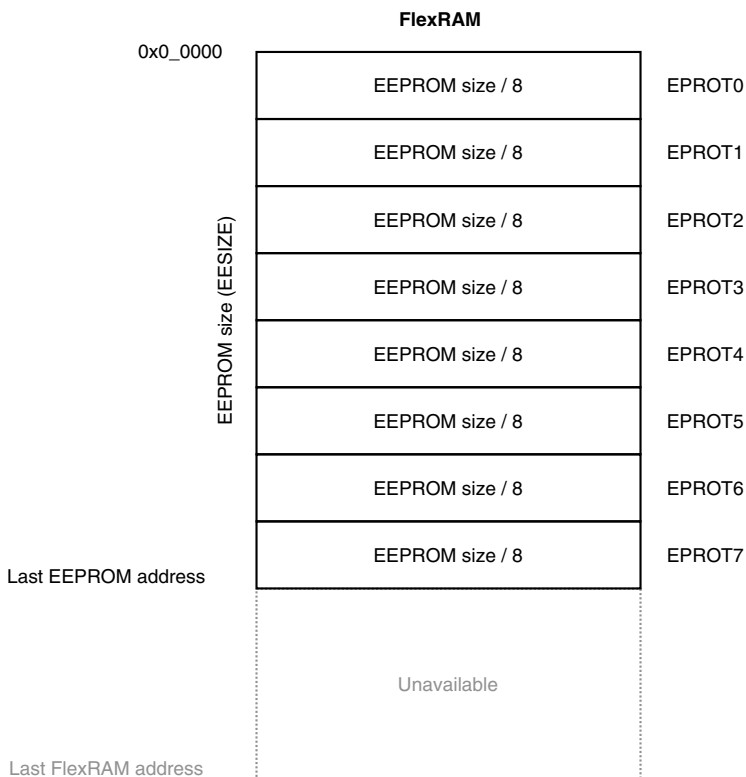 FlexRAM
0x0_0000
EEPROM size / 8 EPROT0
EEPROM size / 8 EPROT1
EEPROM size / 8 EPROT2
EEPROM size / 8 EPROT3
EEPROM size / 8 EPROT4
EEPROM size / 8 EPROT5
EEPROM size / 8 EPROT6
EEPROM size / 8 EPROT7
EEPROM size (EESIZE)
Last EEPROM address
Unavailable
Last FlexRAM address